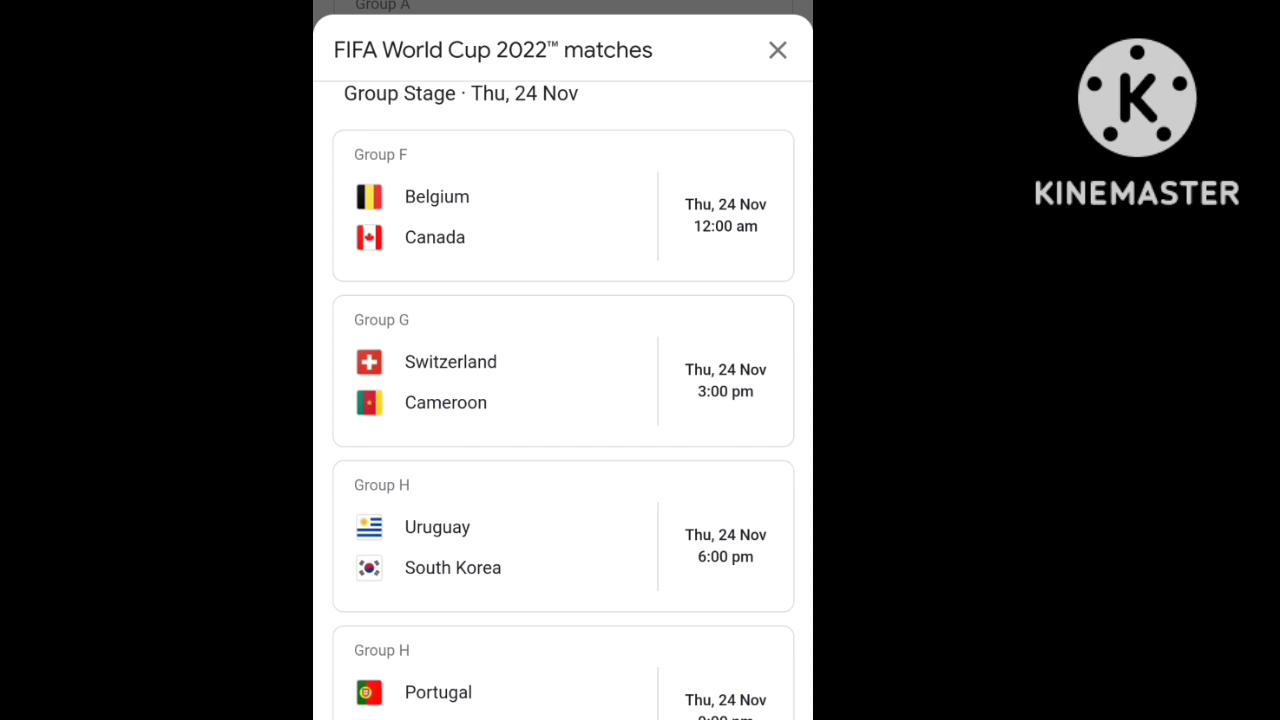 Group A
FIFA World Cup 2022™ matches
Group Stage · Thu, 24 Nov
Group F
Belgium
Canada
Thu, 24 Nov
12:00 am
Group G
Switzerland
Cameroon
Thu, 24 Nov
3:00 pm
Group H
Uruguay
South Korea
Thu, 24 Nov
6:00 pm
Group H
Portugal
Thu, 24 Nov
K
KINEMASTER